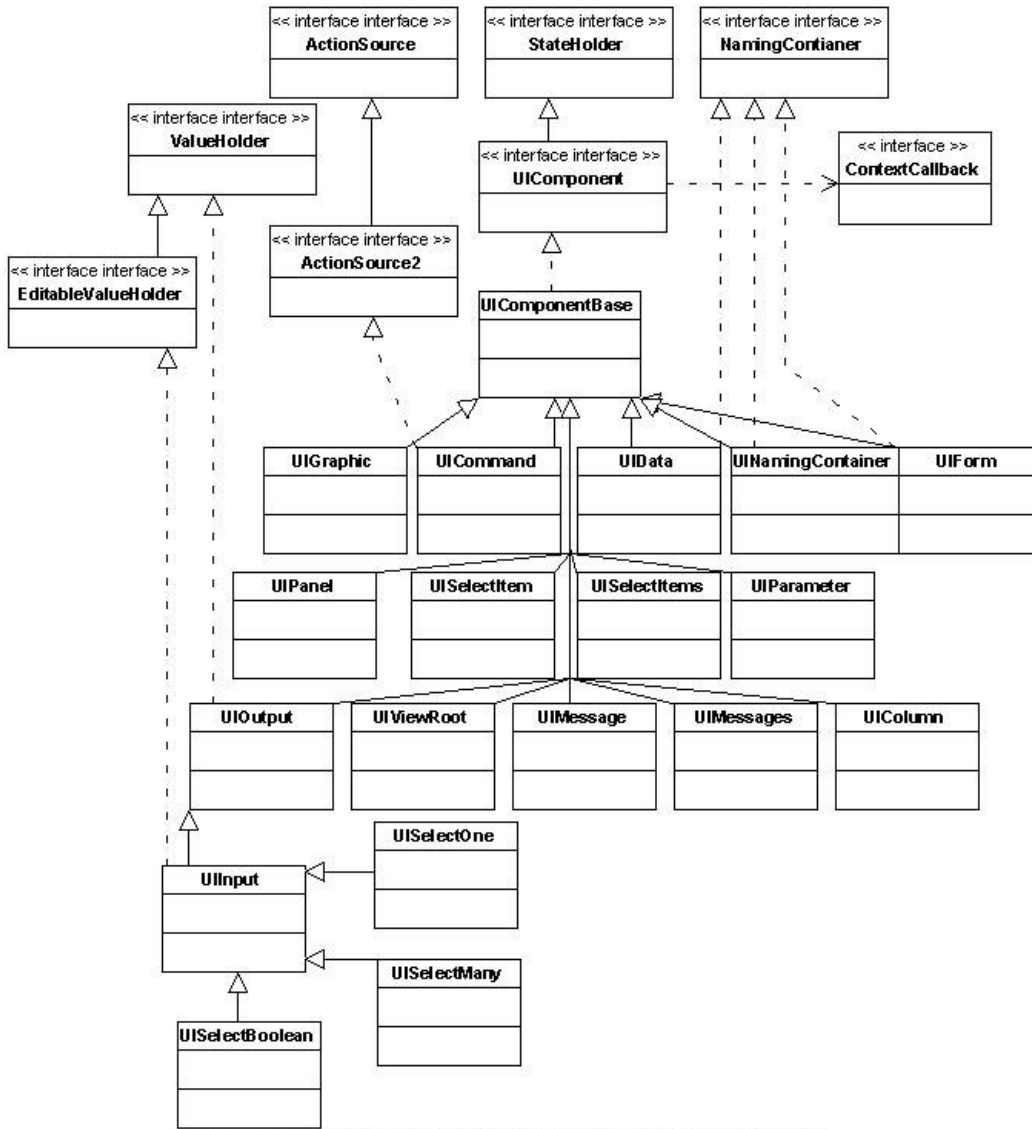 << interface interface >>
ActionSource
<< interface interface >>
StateHolder
<< interface interface >>
NamingContianer
<< interface interface >>
ValueHolder
<< interface interface >>
UIComponent
<< interface >>
ContextCallback
<< interface interface >>
EditableValueHolder
<< interface interface >>
ActionSource2
UIComponentBase
UIGraphic
UICommand
UIData
UINamingContainer
UIForm
UIPanel
UISelectItem
UISelectItems
UIParameter
UIOutput
UIViewRoot
UIMessage
UIMessages
UIColumn
UISelectOne
UIInput
UISelectMany
UISelectBoolean